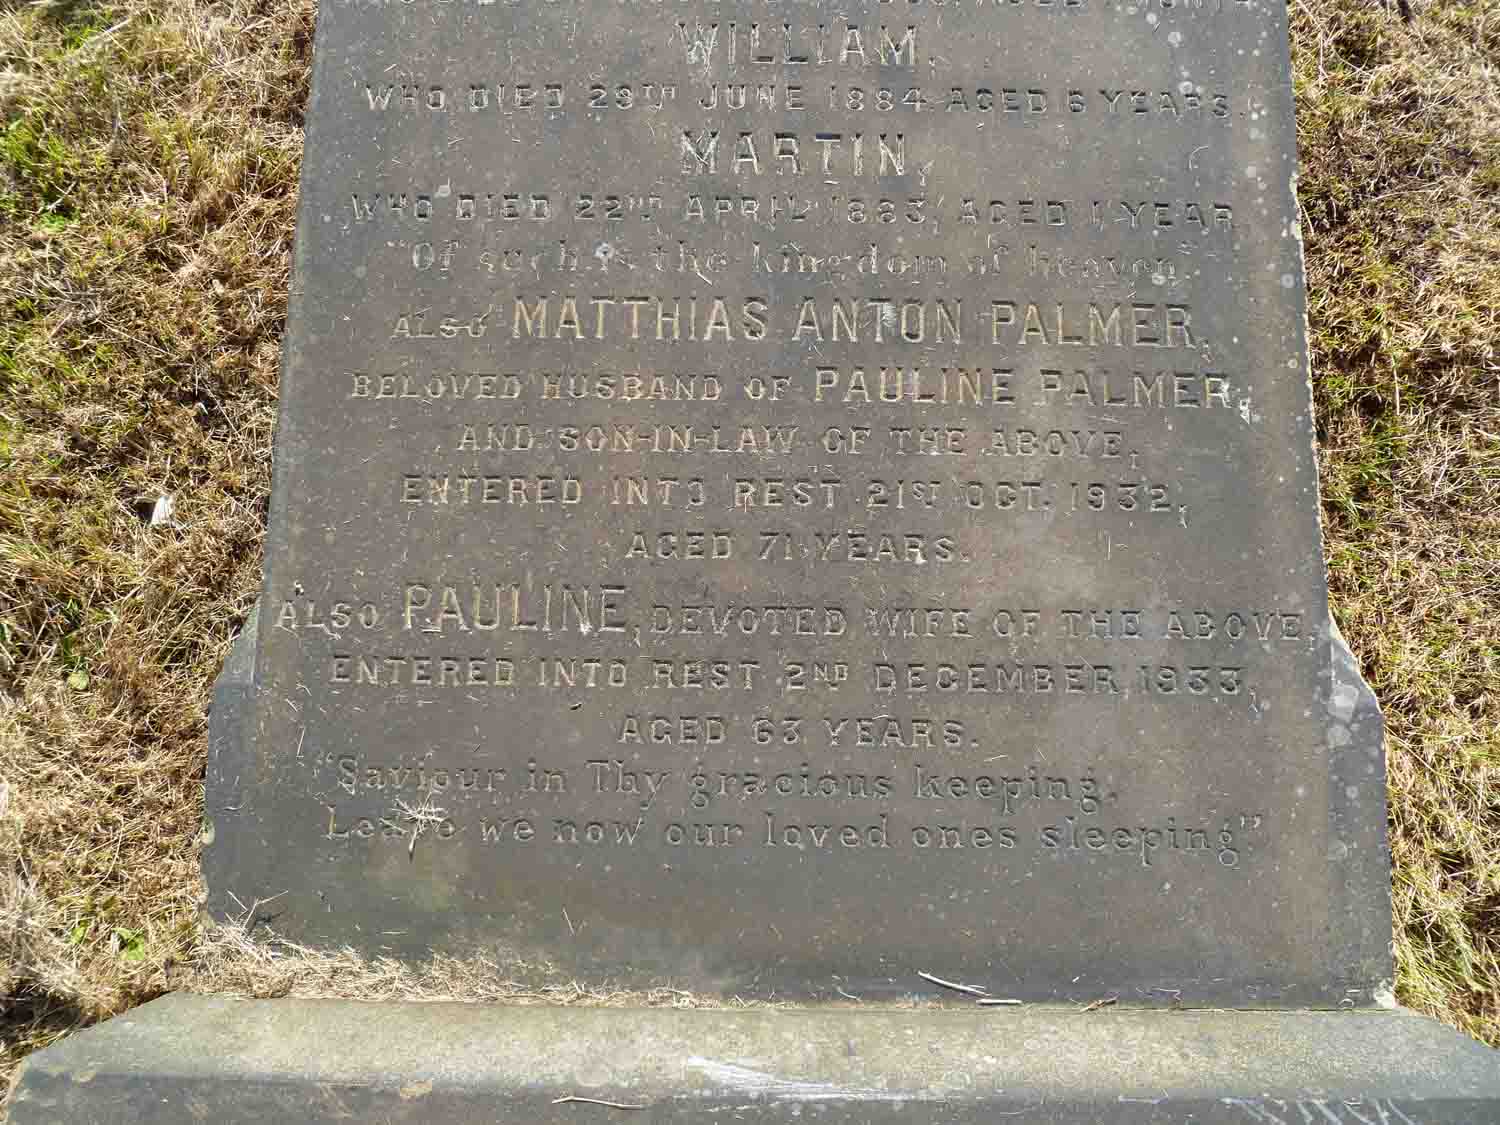 WILLIAM.
WHO DIED 29TH JUNE 1884 AGED 6 YEARS.
MARTIN,
WHO DIED 22ND APRIL 1883, AGED 1 YEAR
"Of such is the kingdom of heaven."
ALSO MATTHIAS ANTON PALMER,
BELOVED HUSBAND OF PAULINE PALMER,
AND SON-IN-LAW OF THE ABOVE,
ENTERED INTO REST 21ST OCT. 1932,
AGED 71 YEARS.
ALSO PAULINE, DEVOTED WIFE OF THE ABOVE,
ENTERED INTO REST 2ND DECEMBER 1933,
AGED 63 YEARS.
"Saviour in Thy gracious keeping,
Leave we now our loved ones sleeping"